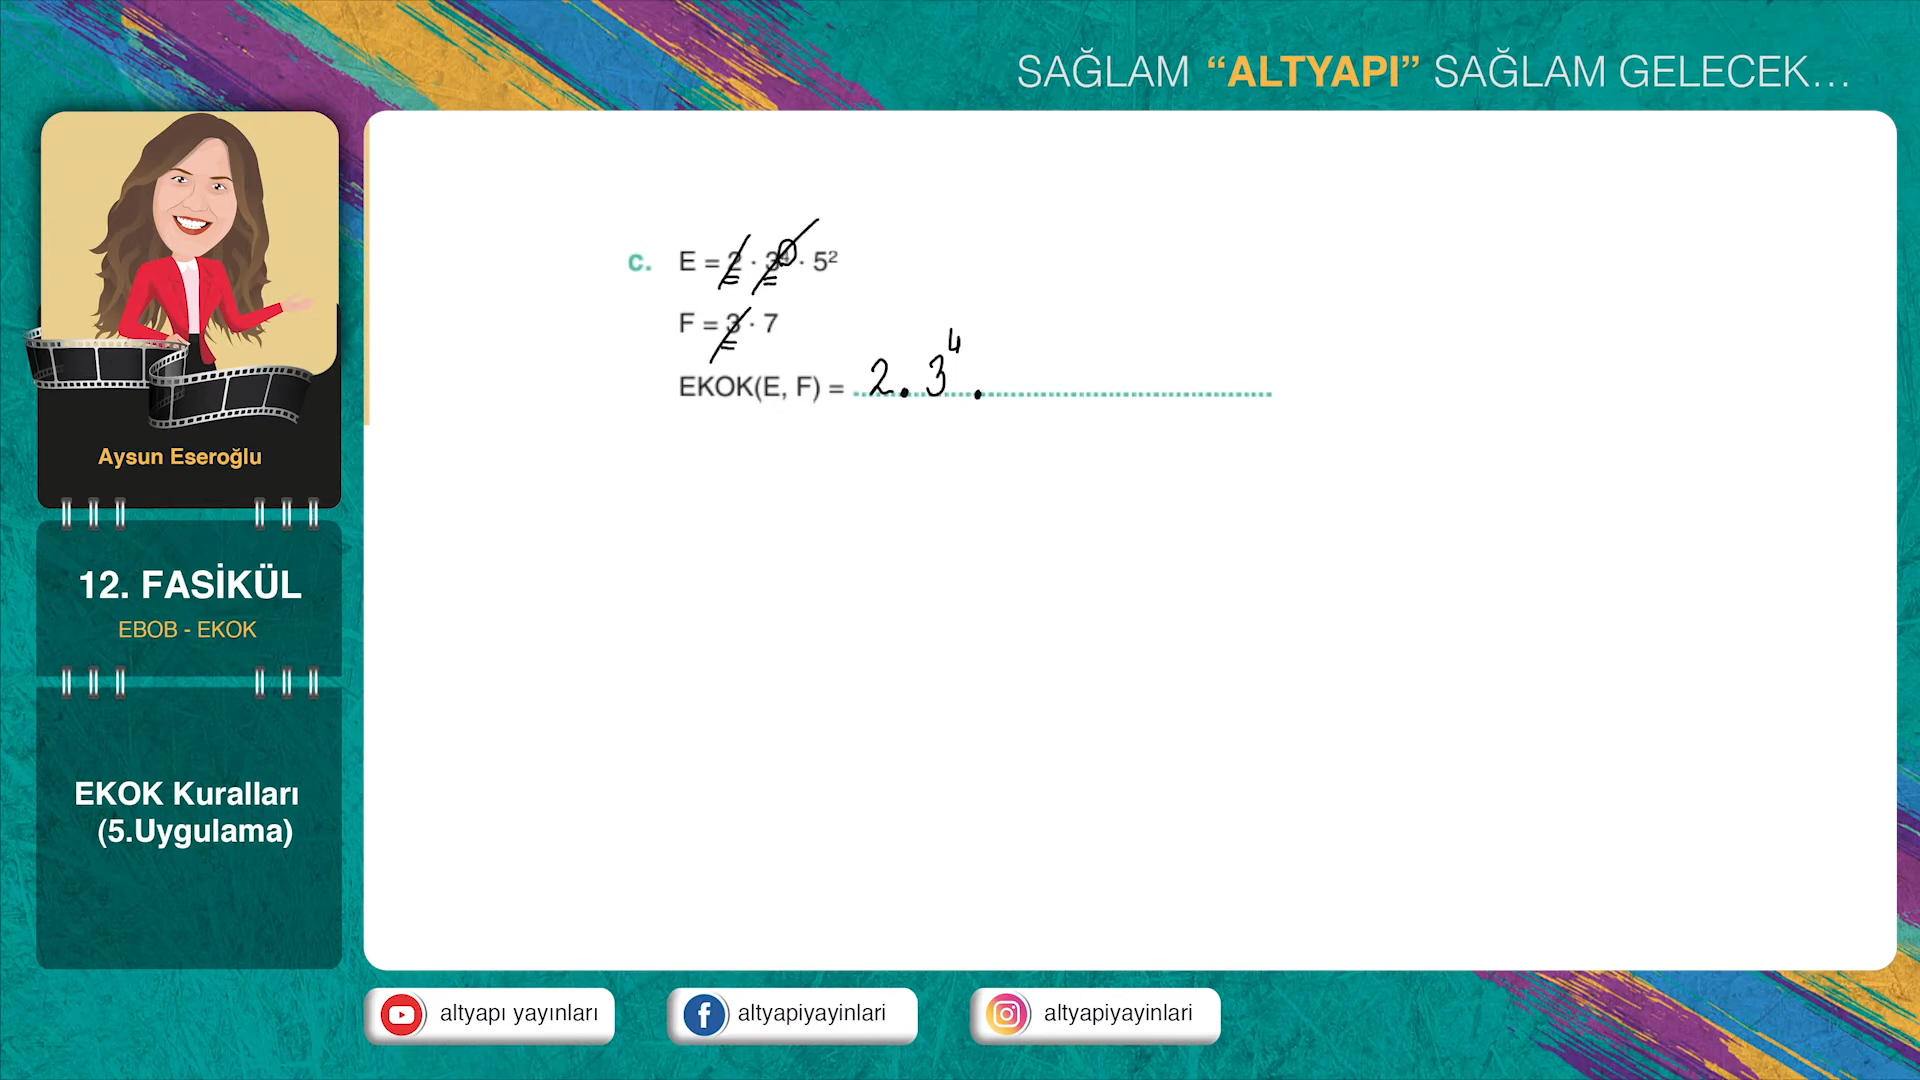 SAĞLAM “ALTYAPI” SAĞLAM GELECEK...
c. E = 2 · 3⁴ · 5²
F = 3 · 7
EKOK(E, F) = 2 . 3⁴ .
Aysun Eseroğlu
12. FASİKÜL
EBOB - EKOK
EKOK Kuralları
(5.Uygulama)
altyapı yayınları
altyapiyayinlari
altyapiyayinlari